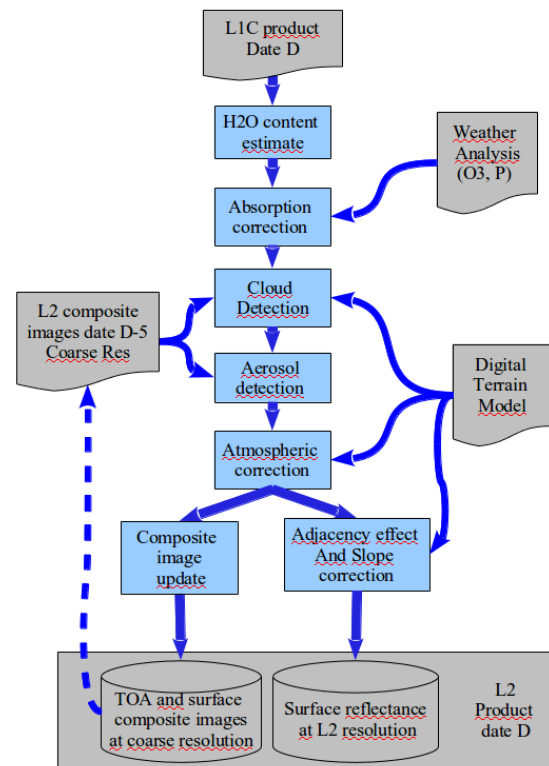 L1C product
Date D
H2O content
estimate
Weather
Analysis
(O3, P)
Absorption
correction
Cloud
Detection
L2 composite
images date D-5
Coarse Res
Aerosol
detection
Digital
Terrain
Model
Atmospheric
correction
Composite
image
update
Adjacency effect
And Slope
correction
TOA and surface
composite images
at coarse resolution
Surface reflectance
at L2 resolution
L2
Product
date D